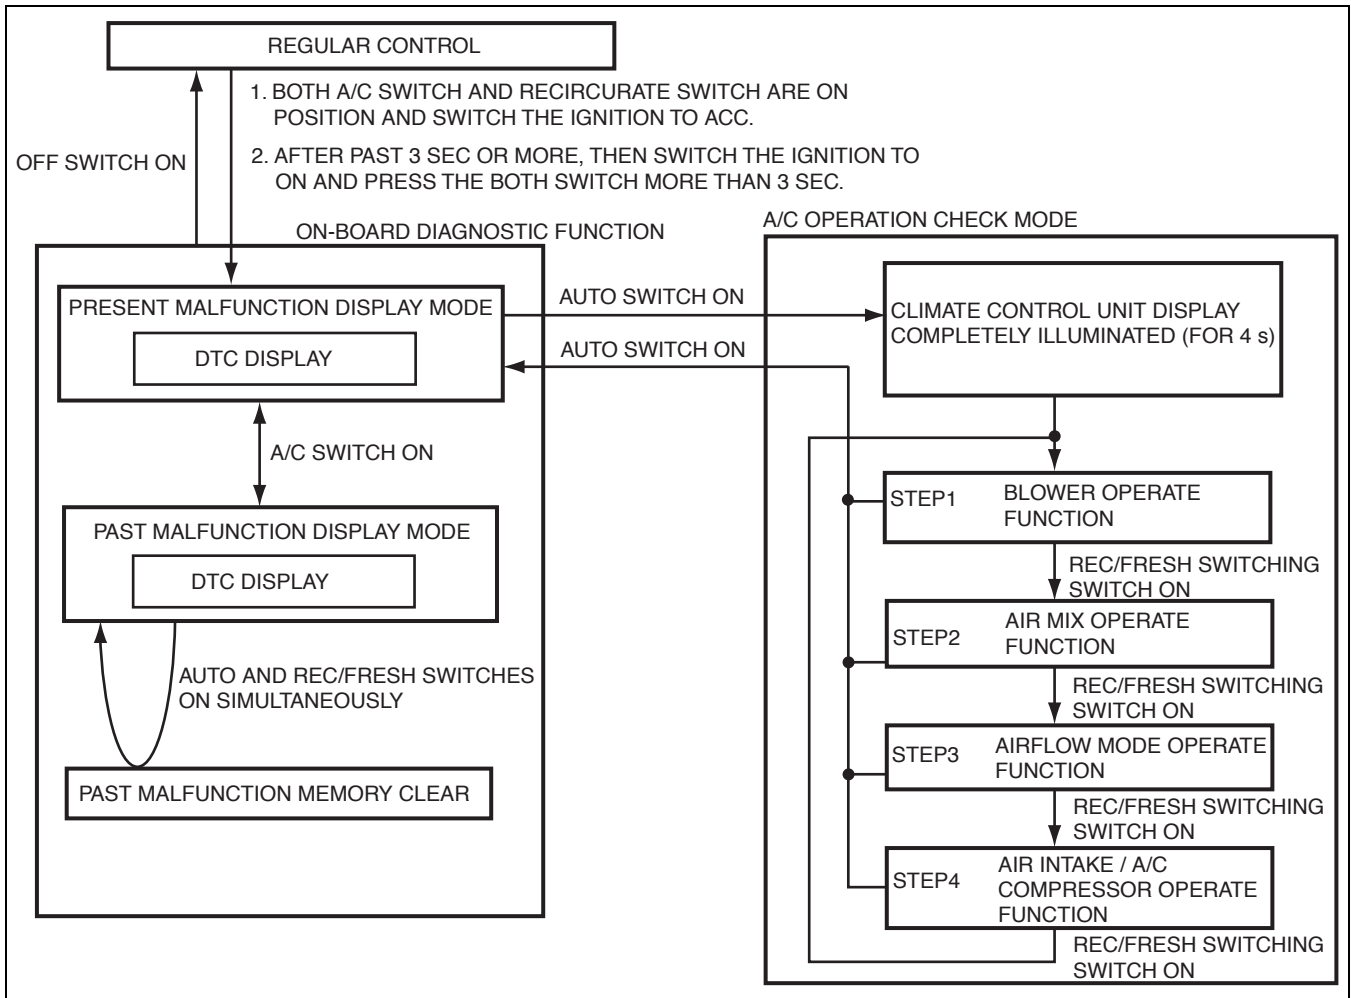 REGULAR CONTROL
1. BOTH A/C SWITCH AND RECIRCURATE SWITCH ARE ON
POSITION AND SWITCH THE IGNITION TO ACC.
OFF SWITCH ON
2. AFTER PAST 3 SEC OR MORE, THEN SWITCH THE IGNITION TO
ON AND PRESS THE BOTH SWITCH MORE THAN 3 SEC.
ON-BOARD DIAGNOSTIC FUNCTION
PRESENT MALFUNCTION DISPLAY MODE
DTC DISPLAY
A/C SWITCH ON
PAST MALFUNCTION DISPLAY MODE
DTC DISPLAY
AUTO AND REC/FRESH SWITCHES
ON SIMULTANEOUSLY
PAST MALFUNCTION MEMORY CLEAR
AUTO SWITCH ON
AUTO SWITCH ON
A/C OPERATION CHECK MODE
CLIMATE CONTROL UNIT DISPLAY
COMPLETELY ILLUMINATED (FOR 4 s)
STEP1 BLOWER OPERATE
FUNCTION
REC/FRESH SWITCHING
SWITCH ON
STEP2 AIR MIX OPERATE
FUNCTION
REC/FRESH SWITCHING
SWITCH ON
STEP3 AIRFLOW MODE OPERATE
FUNCTION
REC/FRESH SWITCHING
SWITCH ON
STEP4 AIR INTAKE / A/C
COMPRESSOR OPERATE
FUNCTION
REC/FRESH SWITCHING
SWITCH ON